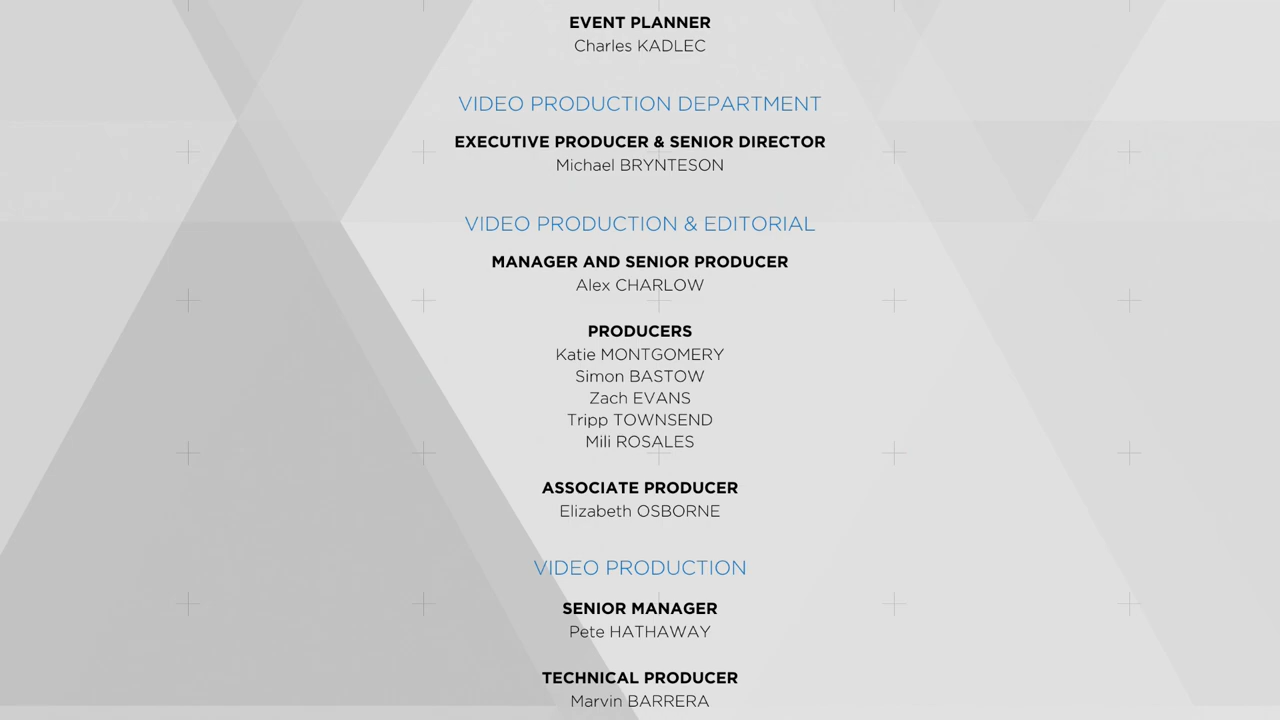 EVENT PLANNER
Charles KADLEC
VIDEO PRODUCTION DEPARTMENT
EXECUTIVE PRODUCER & SENIOR DIRECTOR
Michael BRYNTESON
VIDEO PRODUCTION & EDITORIAL
MANAGER AND SENIOR PRODUCER
Alex CHARLOW
PRODUCERS
Katie MONTGOMERY
Simon BASTOW
Zach EVANS
Tripp TOWNSEND
Mili ROSALES
ASSOCIATE PRODUCER
Elizabeth OSBORNE
VIDEO PRODUCTION
SENIOR MANAGER
Pete HATHAWAY
TECHNICAL PRODUCER
Marvin BARRERA